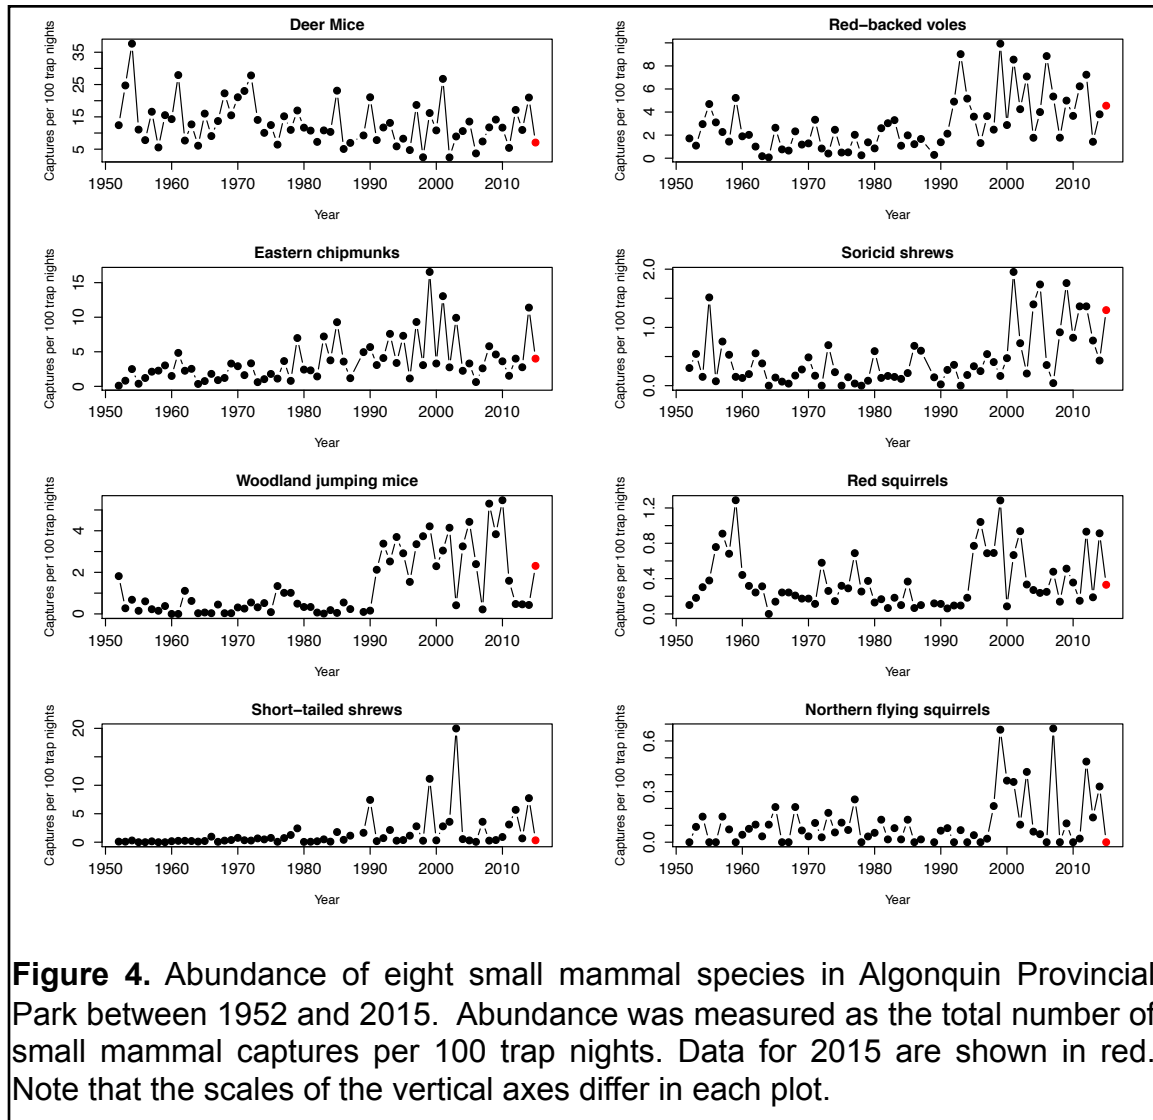 Deer Mice
Captures per 100 trap nights
5 15 25 35
1950 1960 1970 1980 1990 2000 2010
Year
Red-backed voles
Captures per 100 trap nights
0 2 4 6 8
1950 1960 1970 1980 1990 2000 2010
Year
Eastern chipmunks
Captures per 100 trap nights
0 5 10 15
1950 1960 1970 1980 1990 2000 2010
Year
Soricid shrews
Captures per 100 trap nights
0.0 1.0 2.0
1950 1960 1970 1980 1990 2000 2010
Year
Woodland jumping mice
Captures per 100 trap nights
0 2 4
1950 1960 1970 1980 1990 2000 2010
Year
Red squirrels
Captures per 100 trap nights
0.0 0.4 0.8 1.2
1950 1960 1970 1980 1990 2000 2010
Year
Short-tailed shrews
Captures per 100 trap nights
0 5 10 20
1950 1960 1970 1980 1990 2000 2010
Year
Northern flying squirrels
Captures per 100 trap nights
0.0 0.3 0.6
1950 1960 1970 1980 1990 2000 2010
Year
Figure 4. Abundance of eight small mammal species in Algonquin Provincial
Park between 1952 and 2015. Abundance was measured as the total number of
small mammal captures per 100 trap nights. Data for 2015 are shown in red.
Note that the scales of the vertical axes differ in each plot.